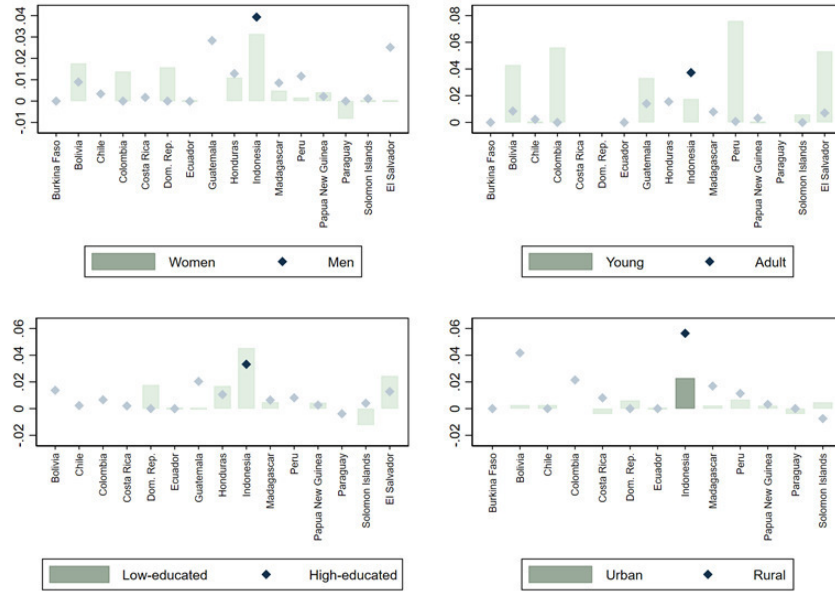 .04
.03
.02
.01
0
-.01
Burkina Faso
Bolivia
Chile
Colombia
Costa Rica
Dom. Rep.
Ecuador
Guatemala
Honduras
Indonesia
Madagascar
Peru
Papua New Guinea
Paraguay
Solomon Islands
El Salvador
Women Men
.08
.06
.04
.02
0
Burkina Faso
Bolivia
Chile
Colombia
Costa Rica
Dom. Rep.
Ecuador
Guatemala
Honduras
Indonesia
Madagascar
Peru
Papua New Guinea
Paraguay
Solomon Islands
El Salvador
Young Adult
.06
.04
.02
0
-.02
Bolivia
Chile
Colombia
Costa Rica
Dom. Rep.
Ecuador
Guatemala
Honduras
Indonesia
Madagascar
Peru
Papua New Guinea
Paraguay
Solomon Islands
El Salvador
Low-educated High-educated
.06
.04
.02
0
-.02
Burkina Faso
Bolivia
Chile
Colombia
Costa Rica
Dom. Rep.
Ecuador
Indonesia
Madagascar
Peru
Papua New Guinea
Paraguay
Solomon Islands
Urban Rural